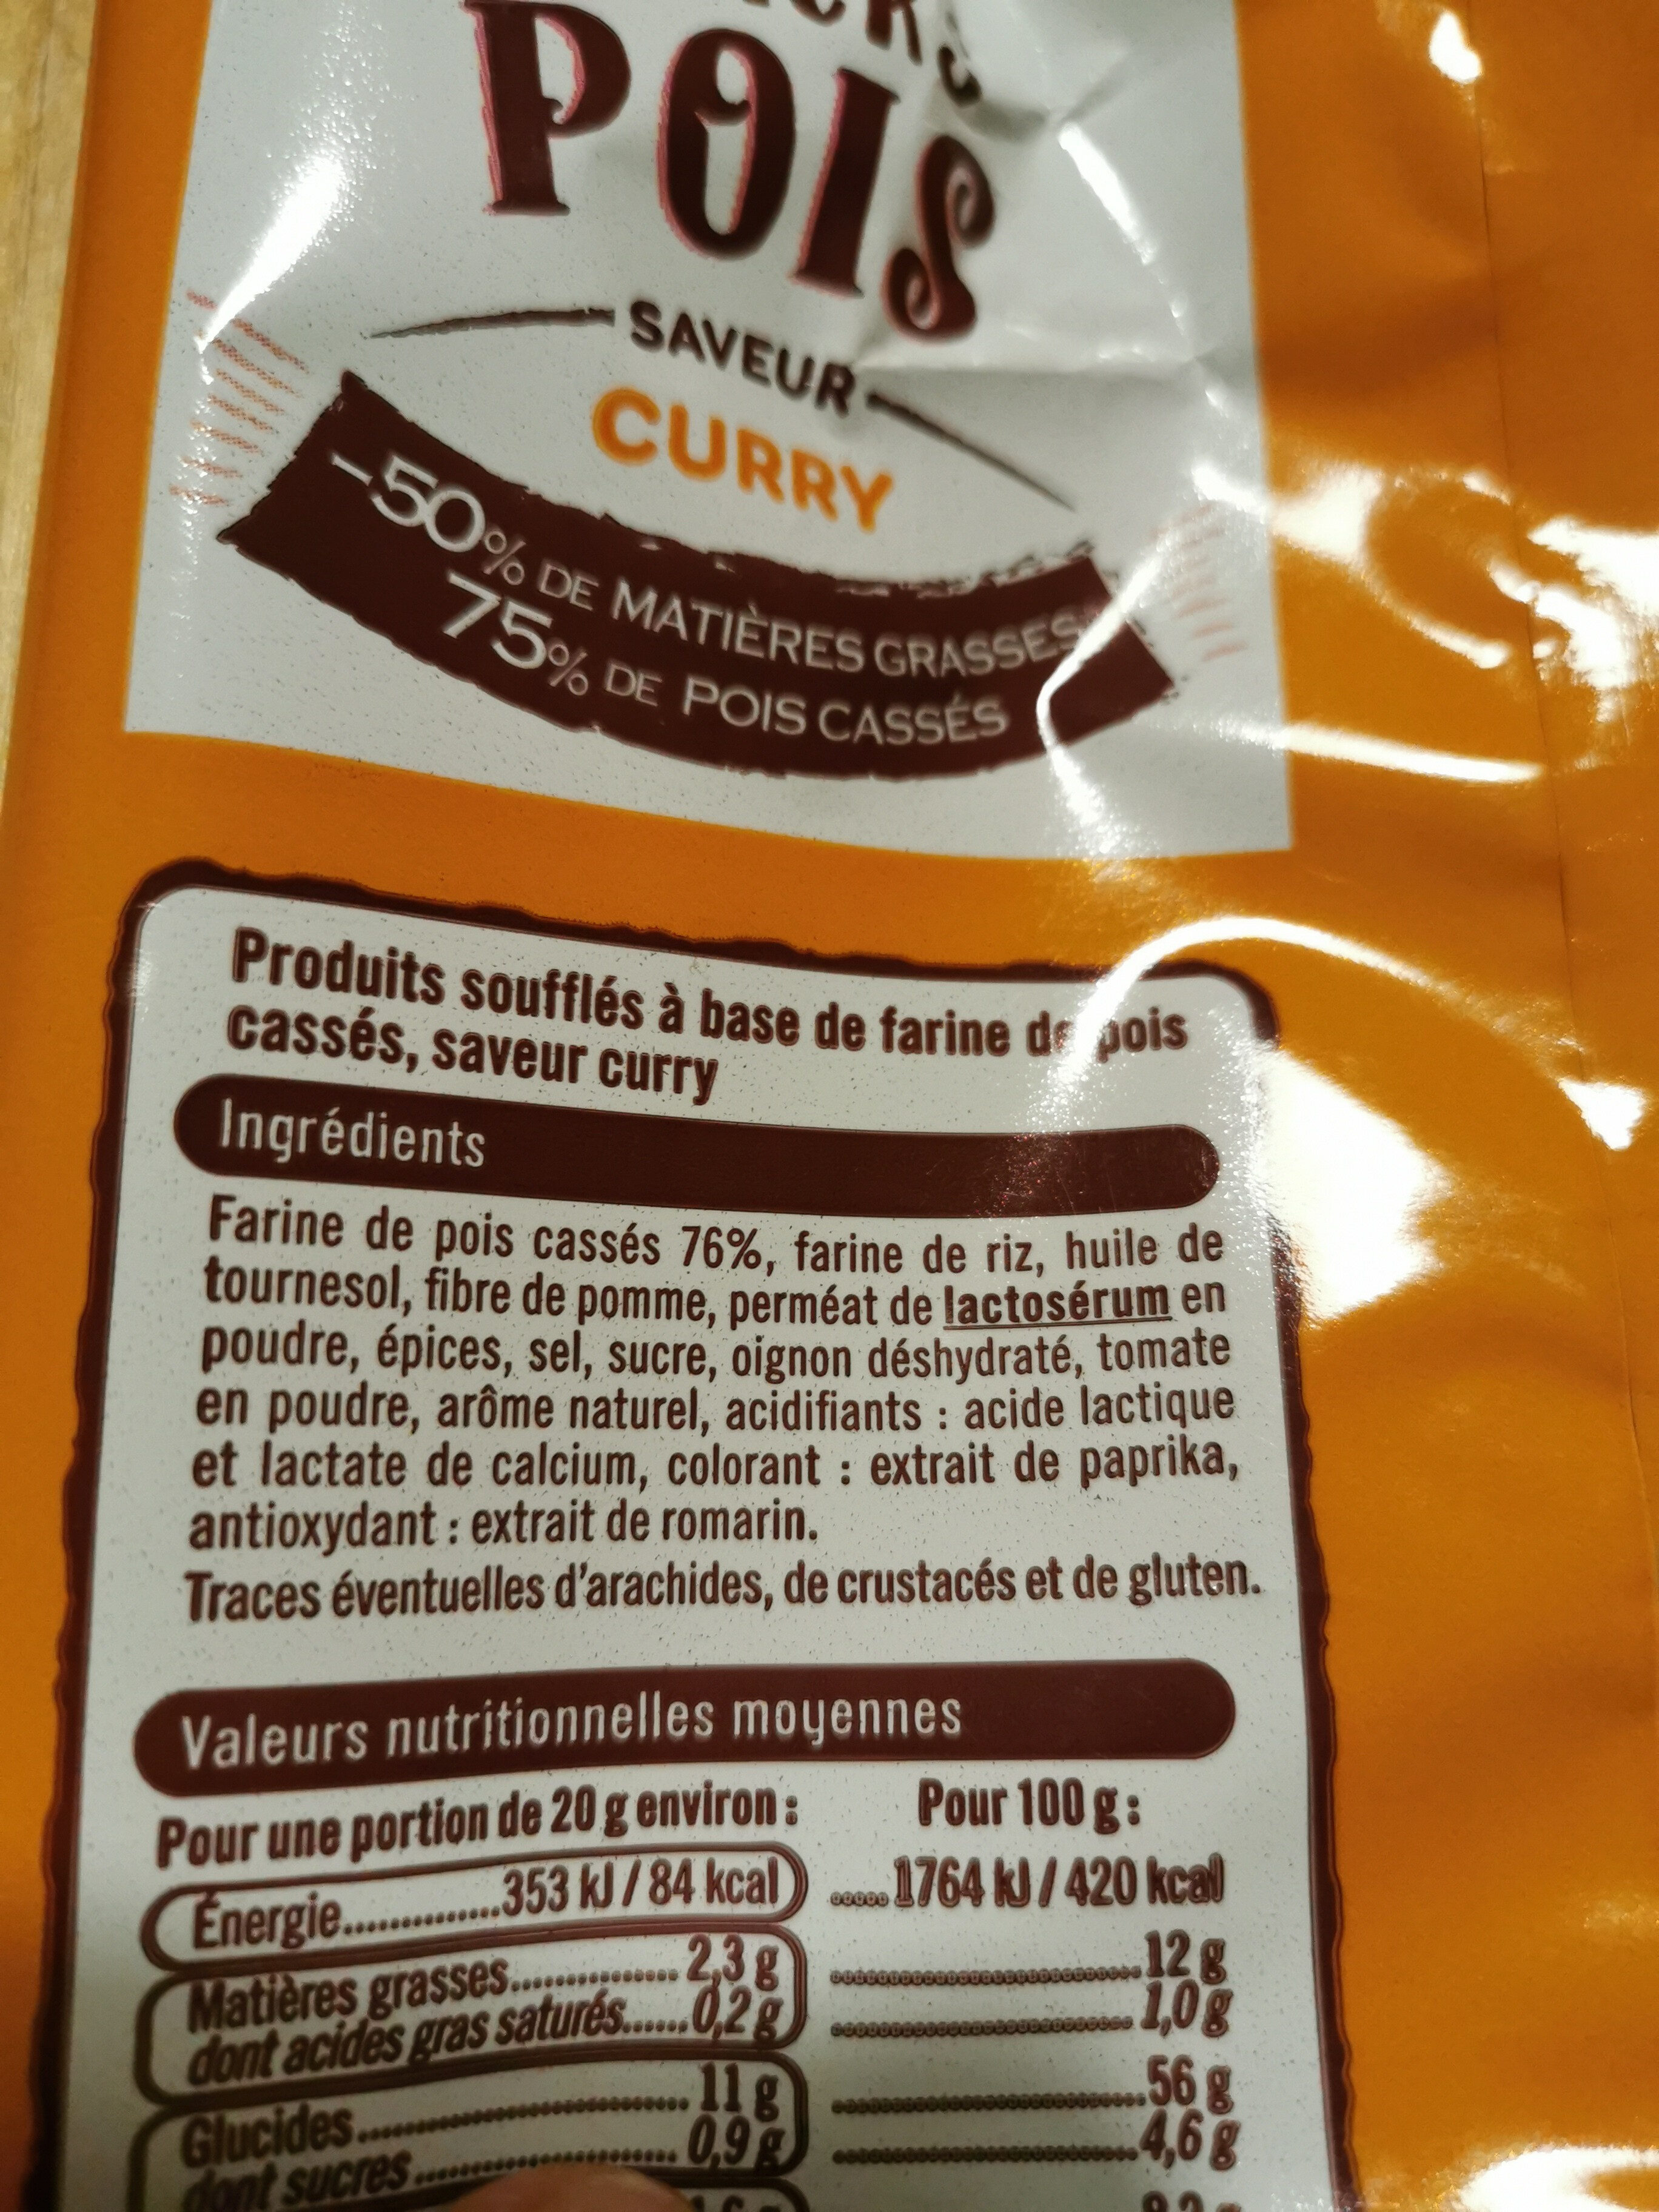 POIS
SAVEUR
CURRY
-50% DE MATIÈRES GRASSES
75% DE POIS CASSÉS
Produits soufflés à base de farine de pois
cassés, saveur curry
Ingrédients
Farine de pois cassés 76%, farine de riz, huile de
tournesol, fibre de pomme, perméat de lactosérum en
poudre, épices, sel, sucre, oignon déshydraté, tomate
en poudre, arôme naturel, acidifiants : acide lactique
et lactate de calcium, colorant : extrait de paprika,
antioxydant : extrait de romarin.
Traces éventuelles d'arachides, de crustacés et de gluten.
Valeurs nutritionnelles moyennes
Pour une portion de 20 g environ : Pour 100 g :
Énergie...............353 kJ / 84 kcal ......1764 kJ / 420 kcal
Matières grasses................ 2,3 g ..............................12 g
dont acides gras saturés.......0,2 g .............................. 1,0 g
Glucides................................ 11 g ..............................56 g
dont sucres......................... 0,9 g ..............................4,6 g